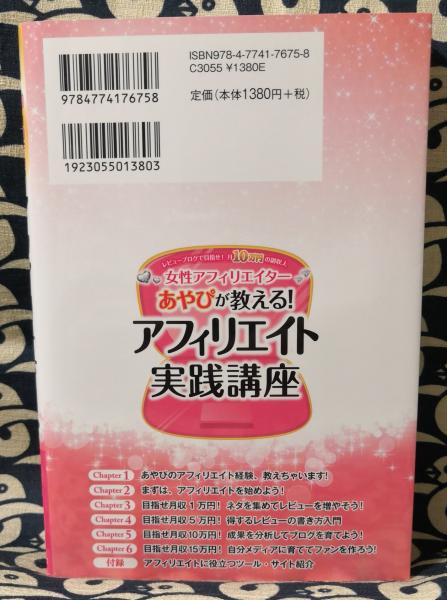 ISBN978-4-7741-7675-8
C3055 ¥1380E
定価(本体1380円+税)
9784774176758
1923055013803
レビューブログで目指せ!月10万円の副収入
女性アフィリエイター
あやぴが教える!
アフィリエイト
実践講座
Chapter 1 あやぴのアフィリエイト経験、教えちゃいます!
Chapter 2 まずは、アフィリエイトを始めよう!
Chapter 3 目指せ月収1万円! ネタを集めてレビューを増やそう!
Chapter 4 目指せ月収5万円! 得するレビューの書き方入門
Chapter 5 目指せ月収10万円! 成果を分析してブログを育てよう!
Chapter 6 目指せ月収15万円! 自分メディアに育ててファンを作ろう!
付録 アフィリエイトに役立つツール・サイト紹介